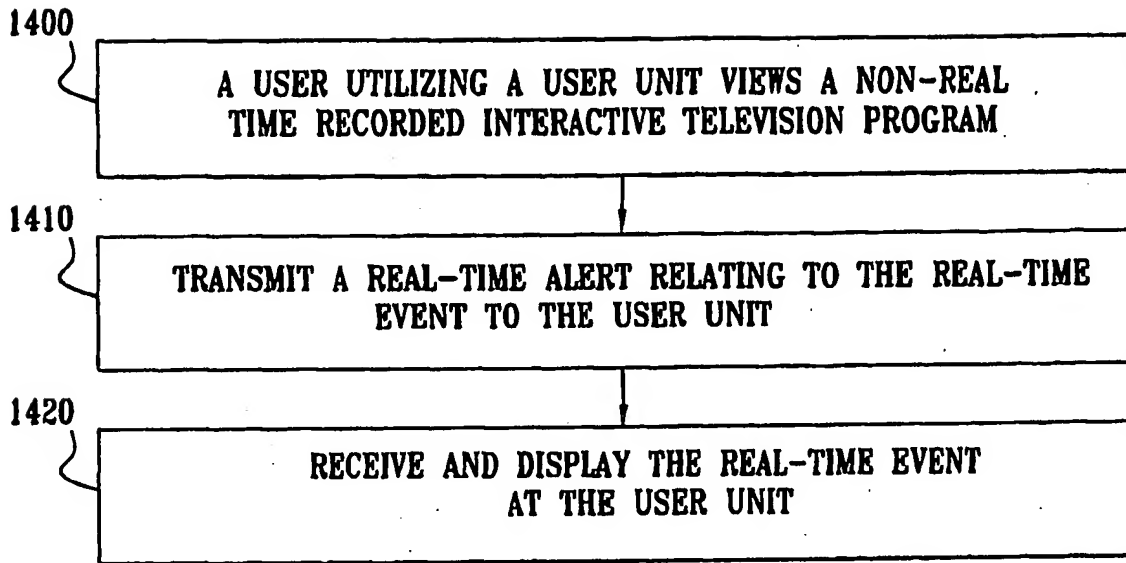 1400
A USER UTILIZING A USER UNIT VIEWS A NON-REAL
TIME RECORDED INTERACTIVE TELEVISION PROGRAM
1410
TRANSMIT A REAL-TIME ALERT RELATING TO THE REAL-TIME
EVENT TO THE USER UNIT
1420
RECEIVE AND DISPLAY THE REAL-TIME EVENT
AT THE USER UNIT